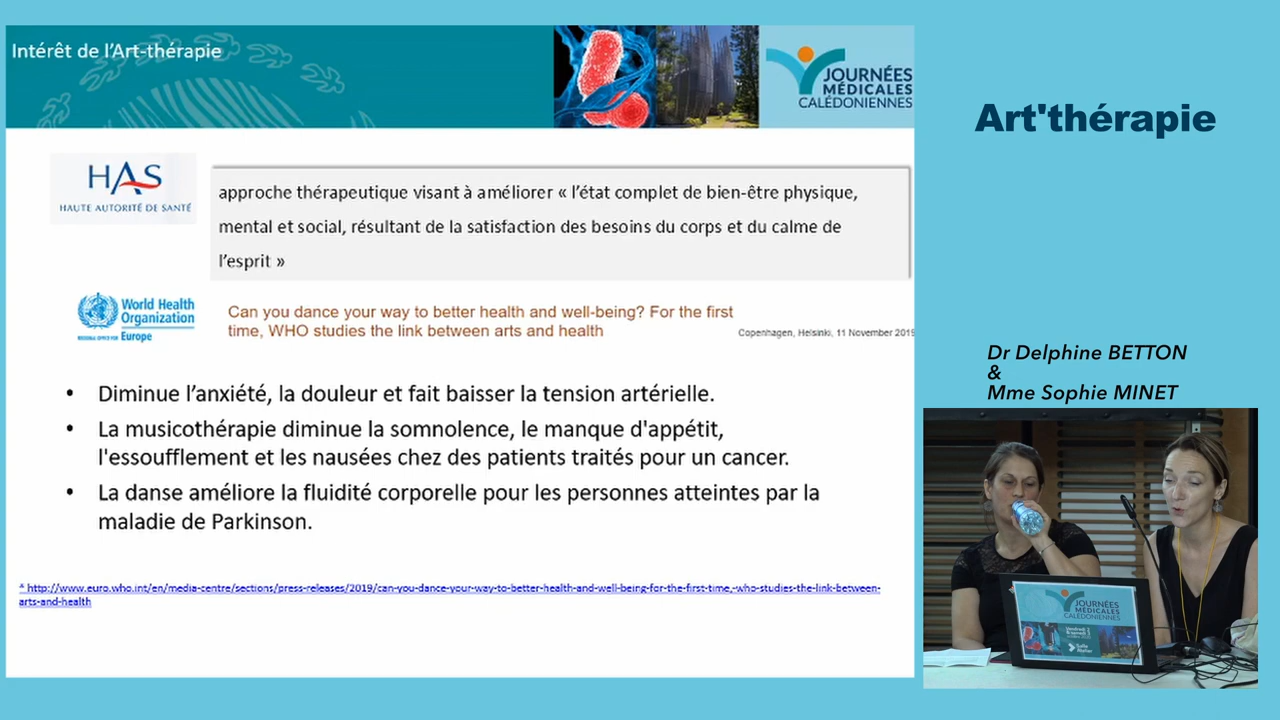 Intérêt de l'Art-thérapie
JOURNÉES
MÉDICALES
CALÉDONIENNES
Art'thérapie
HAS
HAUTE AUTORITÉ DE SANTÉ
approche thérapeutique visant à améliorer « l'état complet de bien-être physique,
mental et social, résultant de la satisfaction des besoins du corps et du calme de
l'esprit »
World Health
Organization
REGIONAL OFFICE FOR Europe
Can you dance your way to better health and well-being? For the first
time, WHO studies the link between arts and health
Copenhagen, Helsinki, 11 November 2019
• Diminue l'anxiété, la douleur et fait baisser la tension artérielle.
• La musicothérapie diminue la somnolence, le manque d'appétit,
l'essoufflement et les nausées chez des patients traités pour un cancer.
• La danse améliore la fluidité corporelle pour les personnes atteintes par la
maladie de Parkinson.
* http://www.euro.who.int/en/media-centre/sections/press-releases/2019/can-you-dance-your-way-to-better-health-and-well-being-for-the-first-time,-who-studies-the-link-between-
arts-and-health
Dr Delphine BETTON
&
Mme Sophie MINET
JOURNÉES
MÉDICALES
CALÉDONIENNES